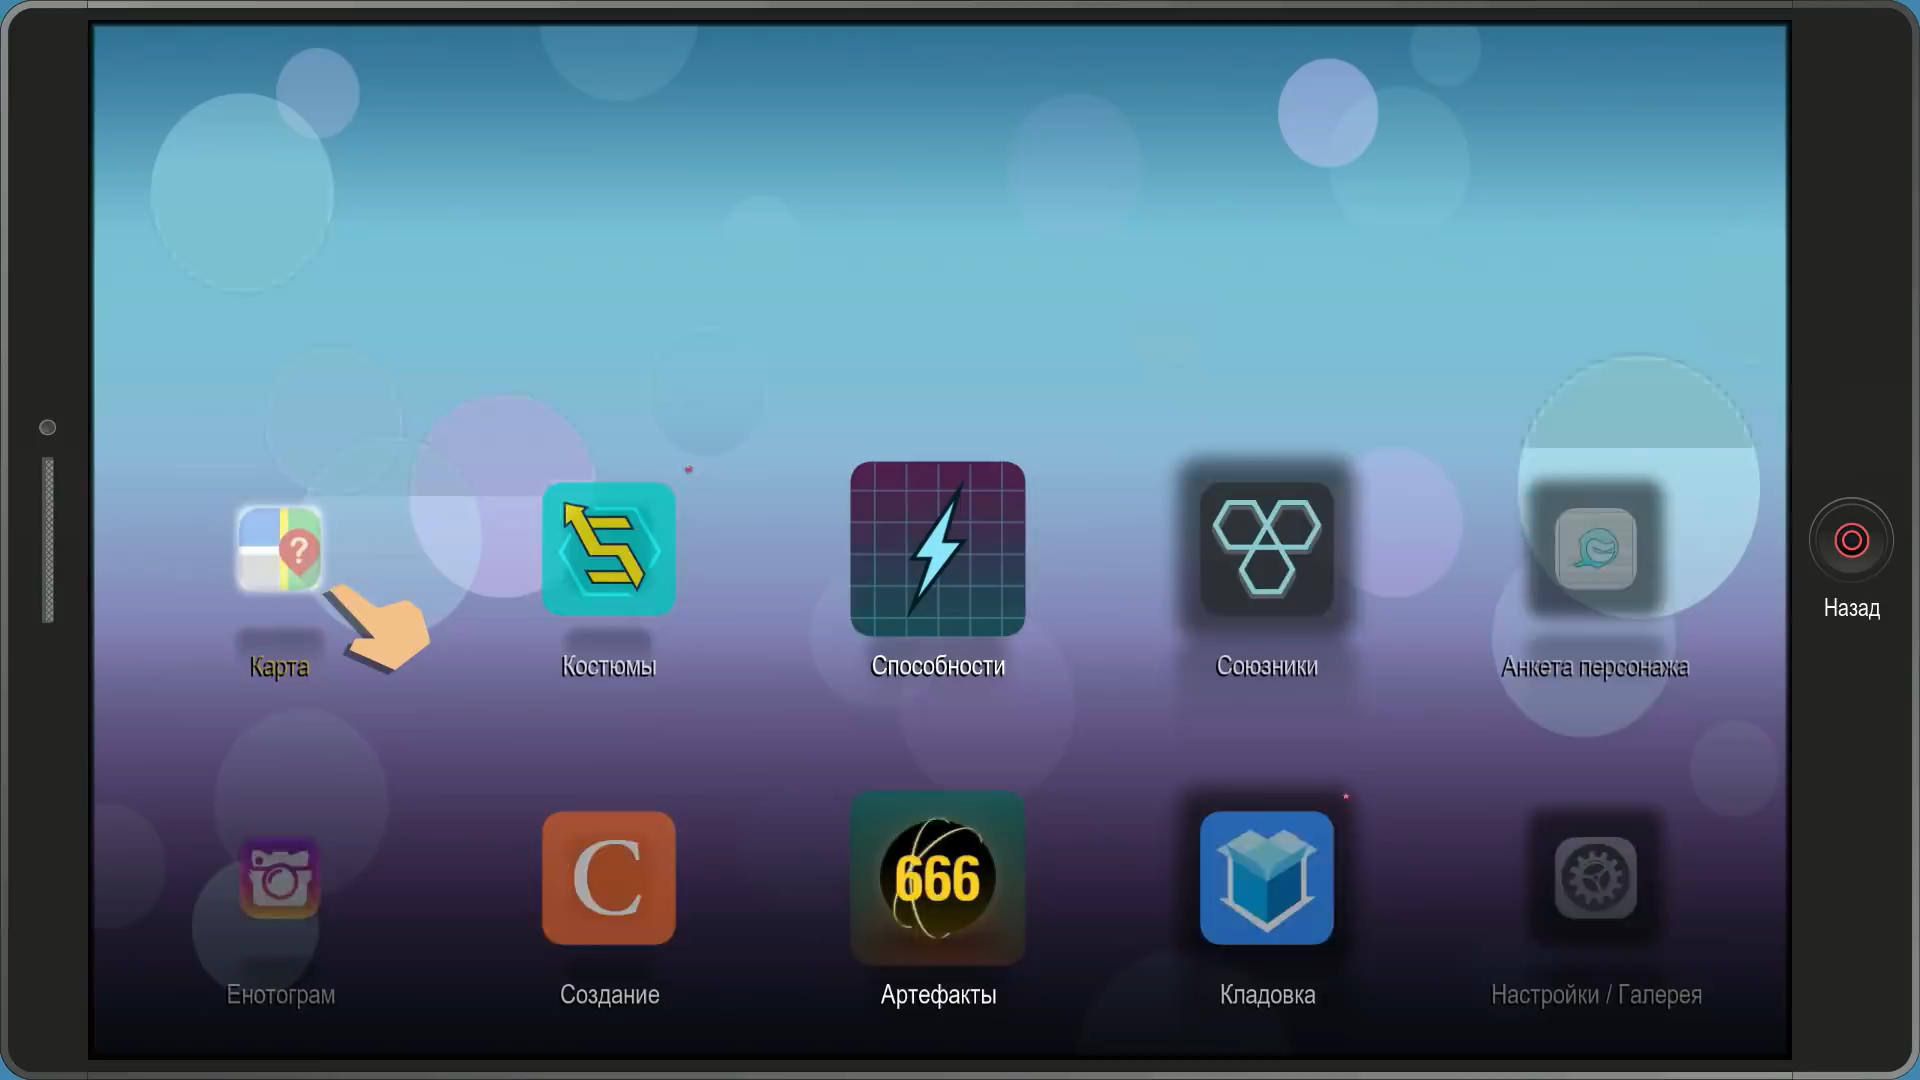 ?
Карта
Костюмы
Способности
Союзники
Анкета персонажа
Назад
C
666
Енотограм
Создание
Артефакты
Кладовка
Настройки / Галерея